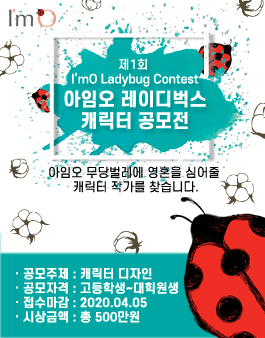 I'm O
제1회
I'mO Ladybug Contest
아임오 레이디벅스
캐릭터 공모전
아임오 무당벌레에 영혼을 심어줄
캐릭터 작가를 찾습니다.
· 공모주제 : 캐릭터 디자인
· 공모자격 : 고등학생~대학원생
· 접수마감 : 2020.04.05
· 시상금액 : 총 500만원